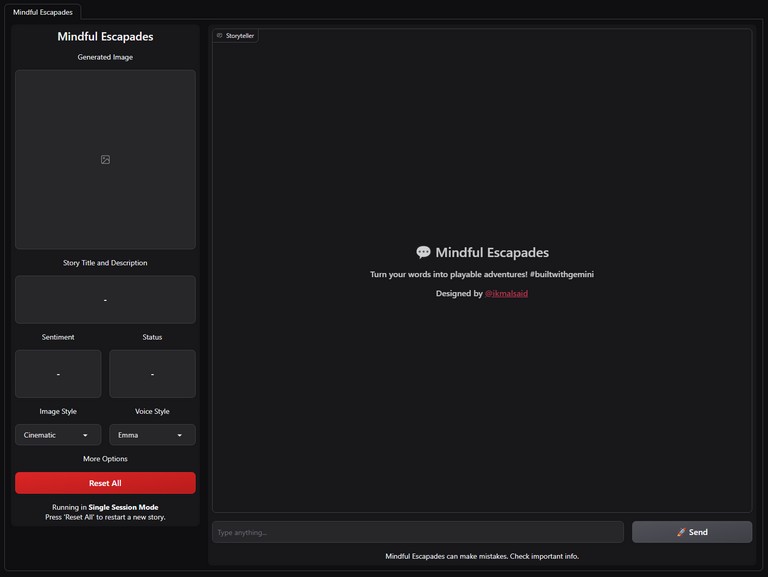 Mindful Escapades
Mindful Escapades
Generated Image
Story Title and Description
-
Sentiment
Status
-
-
Image Style
Voice Style
Cinematic
Emma
More Options
Reset All
Running in Single Session Mode
Press 'Reset All' to restart a new story.
Storyteller
💬 Mindful Escapades
Turn your words into playable adventures! #builtwithgemini
Designed by @ikmalsaid
Type anything...
🚀 Send
Mindful Escapades can make mistakes. Check important info.